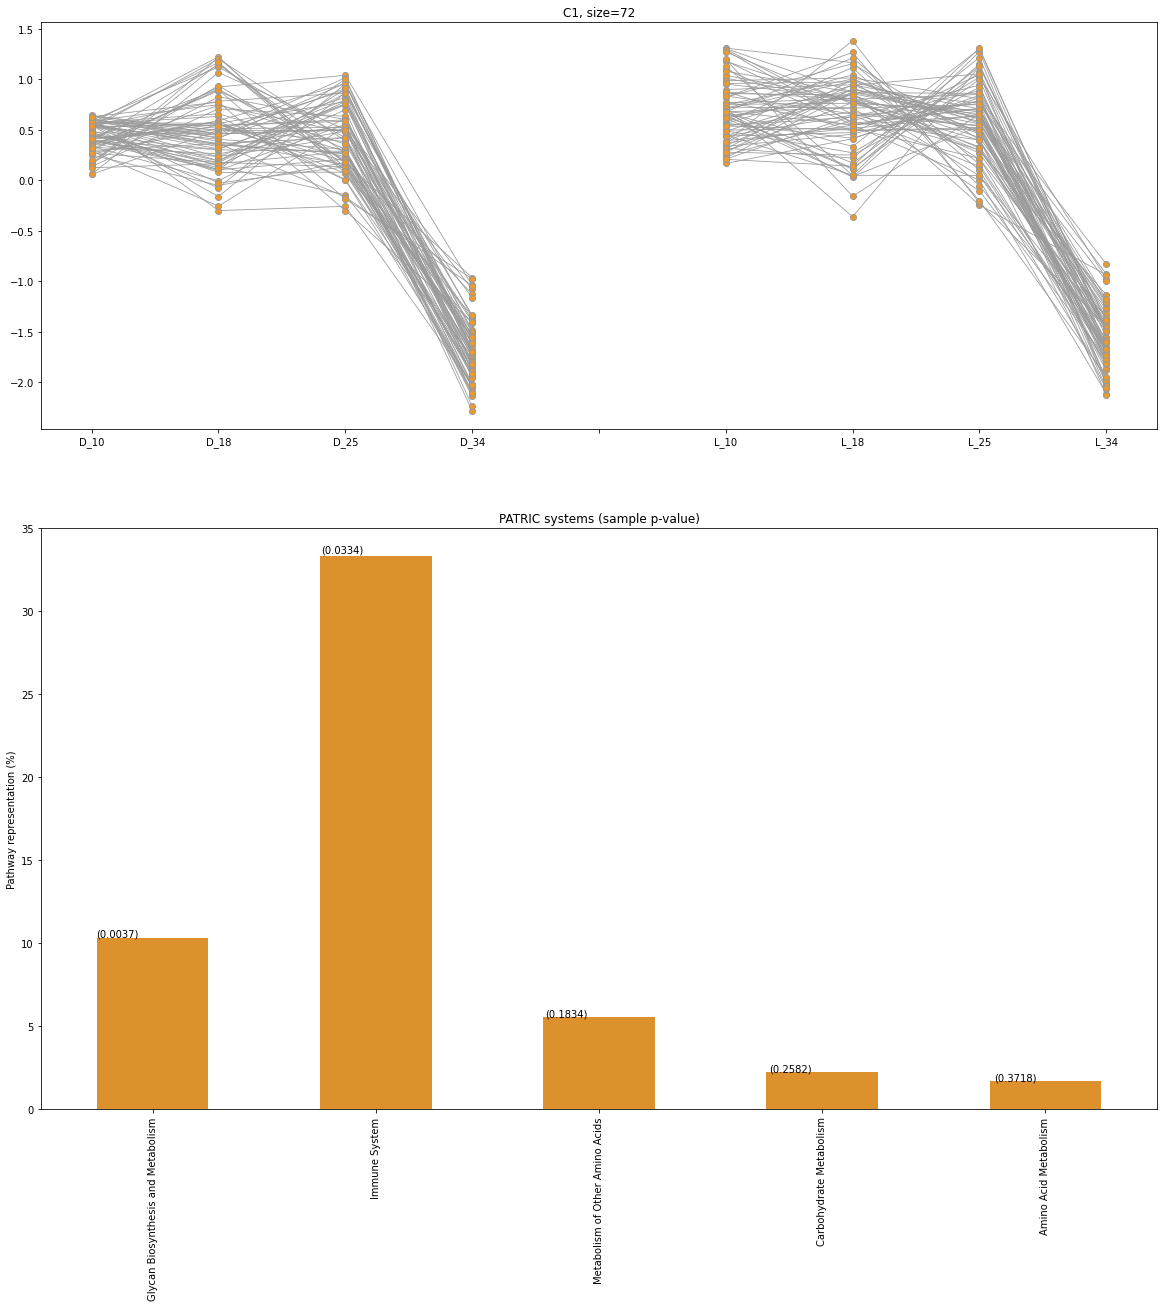 C1, size=72
1.5
1.0
0.5
0.0
−0.5
−1.0
−1.5
−2.0
D_10 D_18 D_25 D_34 L_10 L_18 L_25 L_34
PATRIC systems (sample p-value)
Pathway representation (%)
35
30
25
20
15
10
5
0
(0.0037)
(0.0334)
(0.1834)
(0.2582)
(0.3718)
Glycan Biosynthesis and Metabolism
Immune System
Metabolism of Other Amino Acids
Carbohydrate Metabolism
Amino Acid Metabolism